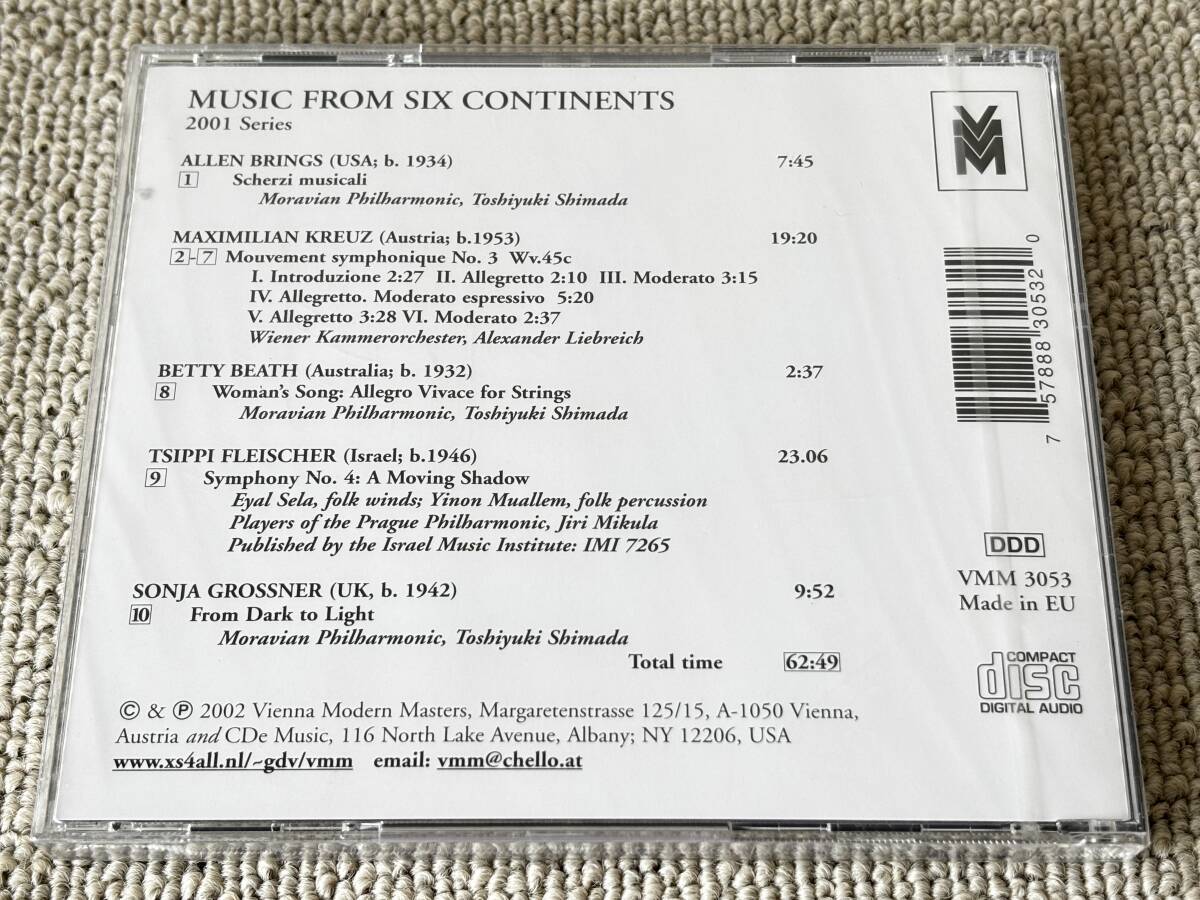 MUSIC FROM SIX CONTINENTS
2001 Series
VMM
ALLEN BRINGS (USA; b. 1934) 7:45
1 Scherzi musicali
Moravian Philharmonic, Toshiyuki Shimada
MAXIMILIAN KREUZ (Austria; b.1953) 19:20
2-7 Mouvement symphonique No. 3 Wv.45c
I. Introduzione 2:27 II. Allegretto 2:10 III. Moderato 3:15
IV. Allegretto. Moderato espressivo 5:20
V. Allegretto 3:28 VI. Moderato 2:37
Wiener Kammerorchester, Alexander Liebreich
BETTY BEATH (Australia; b. 1932) 2:37
8 Woman's Song: Allegro Vivace for Strings
Moravian Philharmonic, Toshiyuki Shimada
TSIPPI FLEISCHER (Israel; b.1946) 23.06
9 Symphony No. 4: A Moving Shadow
Eyal Sela, folk winds; Yinon Muallem, folk percussion
Players of the Prague Philharmonic, Jiri Mikula
Published by the Israel Music Institute: IMI 7265
SONJA GROSSNER (UK, b. 1942) 9:52
10 From Dark to Light
Moravian Philharmonic, Toshiyuki Shimada
Total time 62:49
© & ℗ 2002 Vienna Modern Masters, Margaretenstrasse 125/15, A-1050 Vienna,
Austria and CDe Music, 116 North Lake Avenue, Albany; NY 12206, USA
www.xs4all.nl/~gdv/vmm email: vmm@chello.at
7 57888 30532 0
DDD
VMM 3053
Made in EU
COMPACT
disc
DIGITAL AUDIO